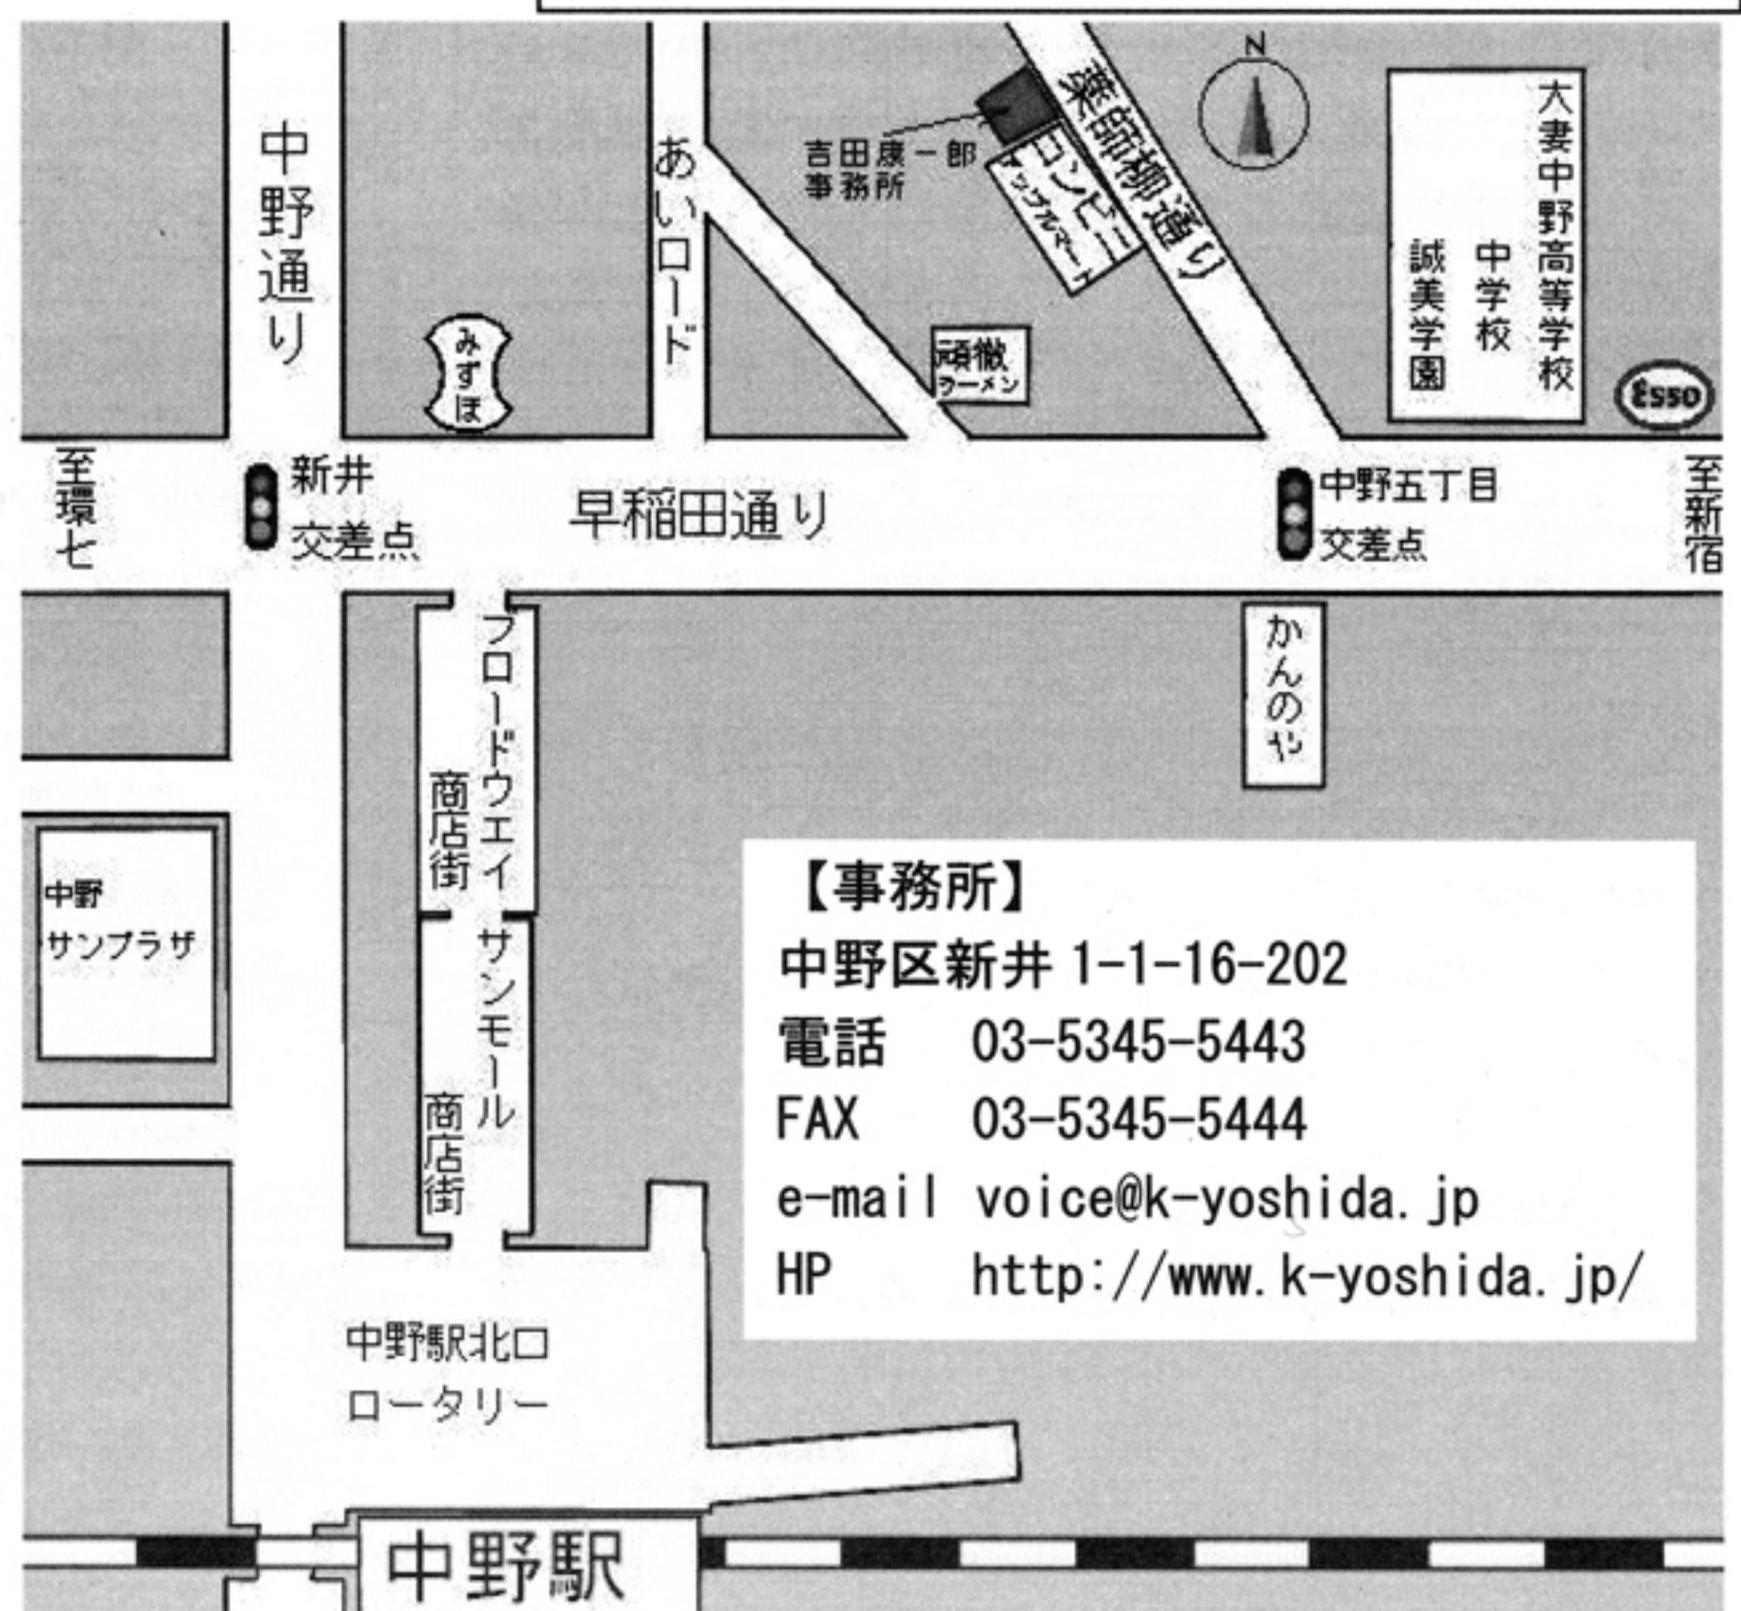 N
中野通り
あいロード
吉田康一郎
事務所
コンビニ
アップルマート
薬師柳通り
大妻中野高等学校
中学校
誠美学園
Esso
みずほ
頑徹
ラーメン
至環七
新井
交差点
早稲田通り
中野五丁目
交差点
至新宿
ブロードウエイ
商店街
かんのや
中野
サンプラザ
サンモール
商店街
【事務所】
中野区新井 1-1-16-202
電話 03-5345-5443
FAX 03-5345-5444
e-mail voice@k-yoshida.jp
HP http://www.k-yoshida.jp/
中野駅北口
ロータリー
中野駅